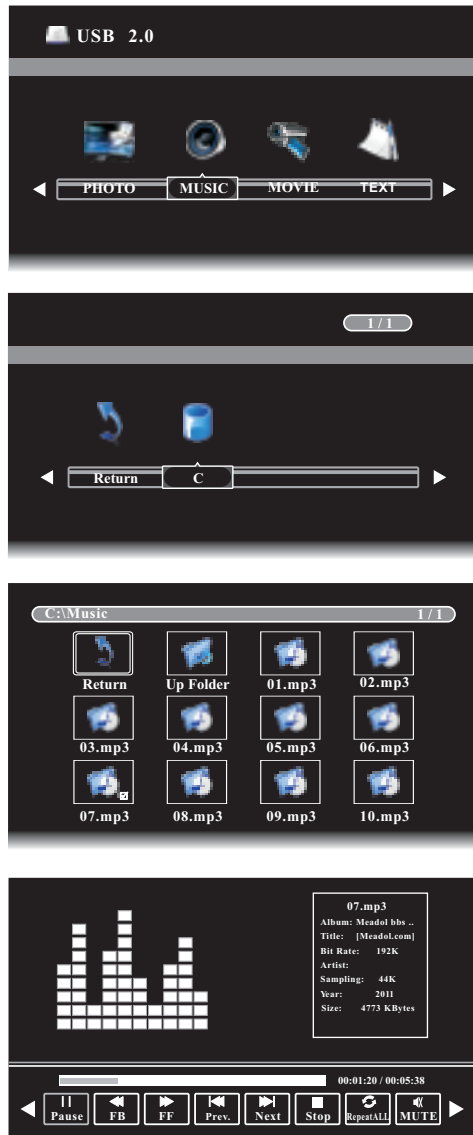 USB 2.0
PHOTO MUSIC MOVIE TEXT
1 / 1
Return C
C:\Music 1 / 1
Return Up Folder 01.mp3 02.mp3
03.mp3 04.mp3 05.mp3 06.mp3
07.mp3 08.mp3 09.mp3 10.mp3
07.mp3
Album: Meadol bbs ..
Title: [Meadol.com]
Bit Rate: 192K
Artist:
Sampling: 44K
Year: 2011
Size: 4773 KBytes
00:01:20 / 00:05:38
Pause FB FF Prev. Next Stop RepeatALL MUTE